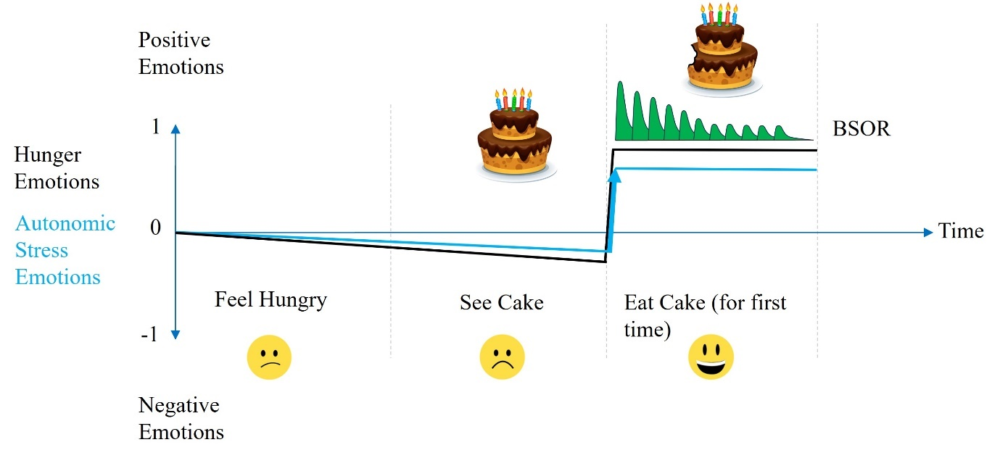 Positive
Emotions
1
BSOR
Hunger
Emotions
Autonomic
Stress
Emotions
0
Time
Feel Hungry
See Cake
Eat Cake (for first
time)
-1
Negative
Emotions